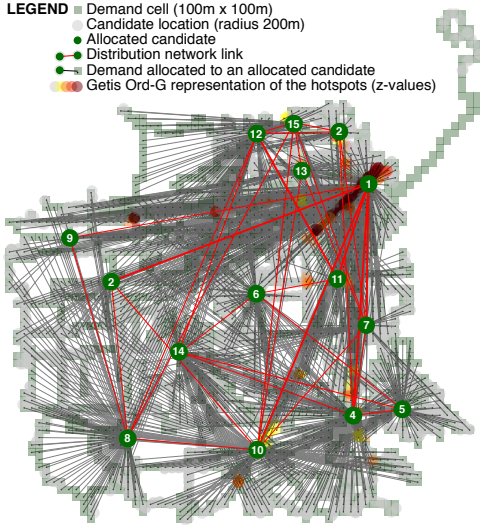 LEGEND Demand cell (100m x 100m)
Candidate location (radius 200m)
Allocated candidate
Distribution network link
Demand allocated to an allocated candidate
Getis Ord-G representation of the hotspots (z-values)
15
12
2
13
1
9
2
11
6
7
14
5
4
8
10